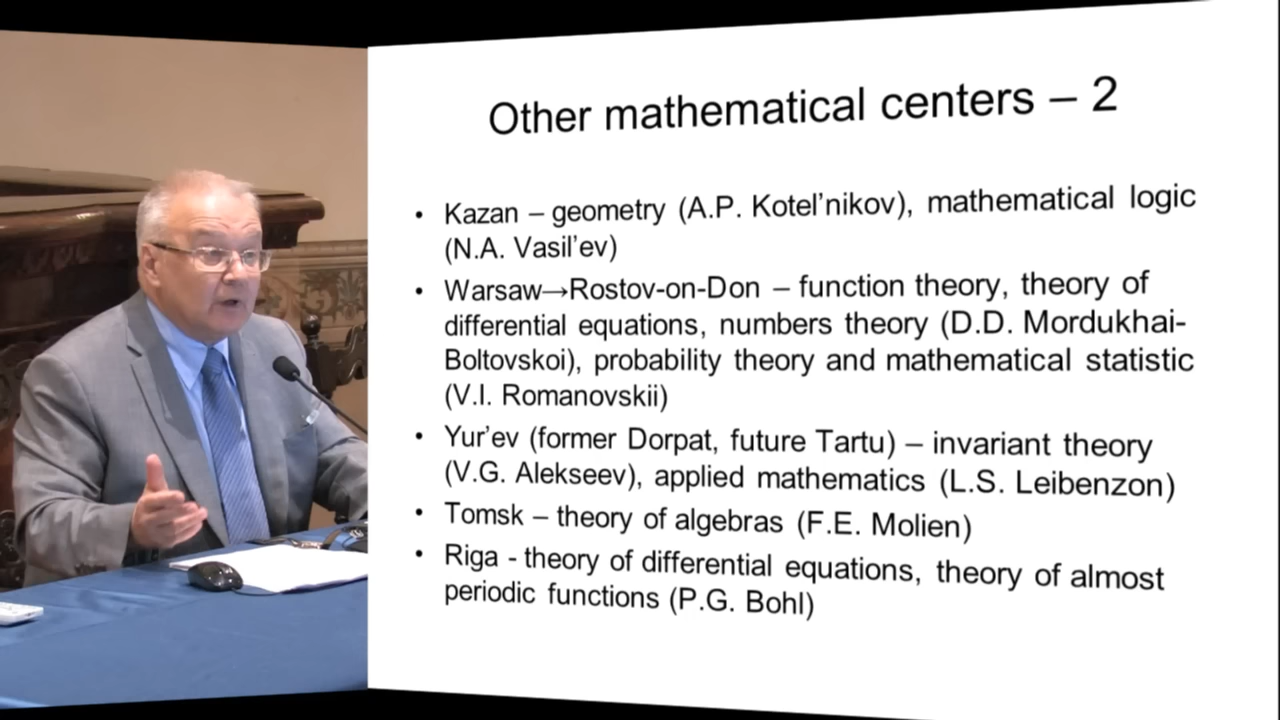 Other mathematical centers – 2
• Kazan – geometry (A.P. Kotel’nikov), mathematical logic
(N.A. Vasil’ev)
• Warsaw→Rostov-on-Don – function theory, theory of
differential equations, numbers theory (D.D. Mordukhai-
Boltovskoi), probability theory and mathematical statistic
(V.I. Romanovskii)
• Yur’ev (former Dorpat, future Tartu) – invariant theory
(V.G. Alekseev), applied mathematics (L.S. Leibenzon)
• Tomsk – theory of algebras (F.E. Molien)
• Riga - theory of differential equations, theory of almost
periodic functions (P.G. Bohl)